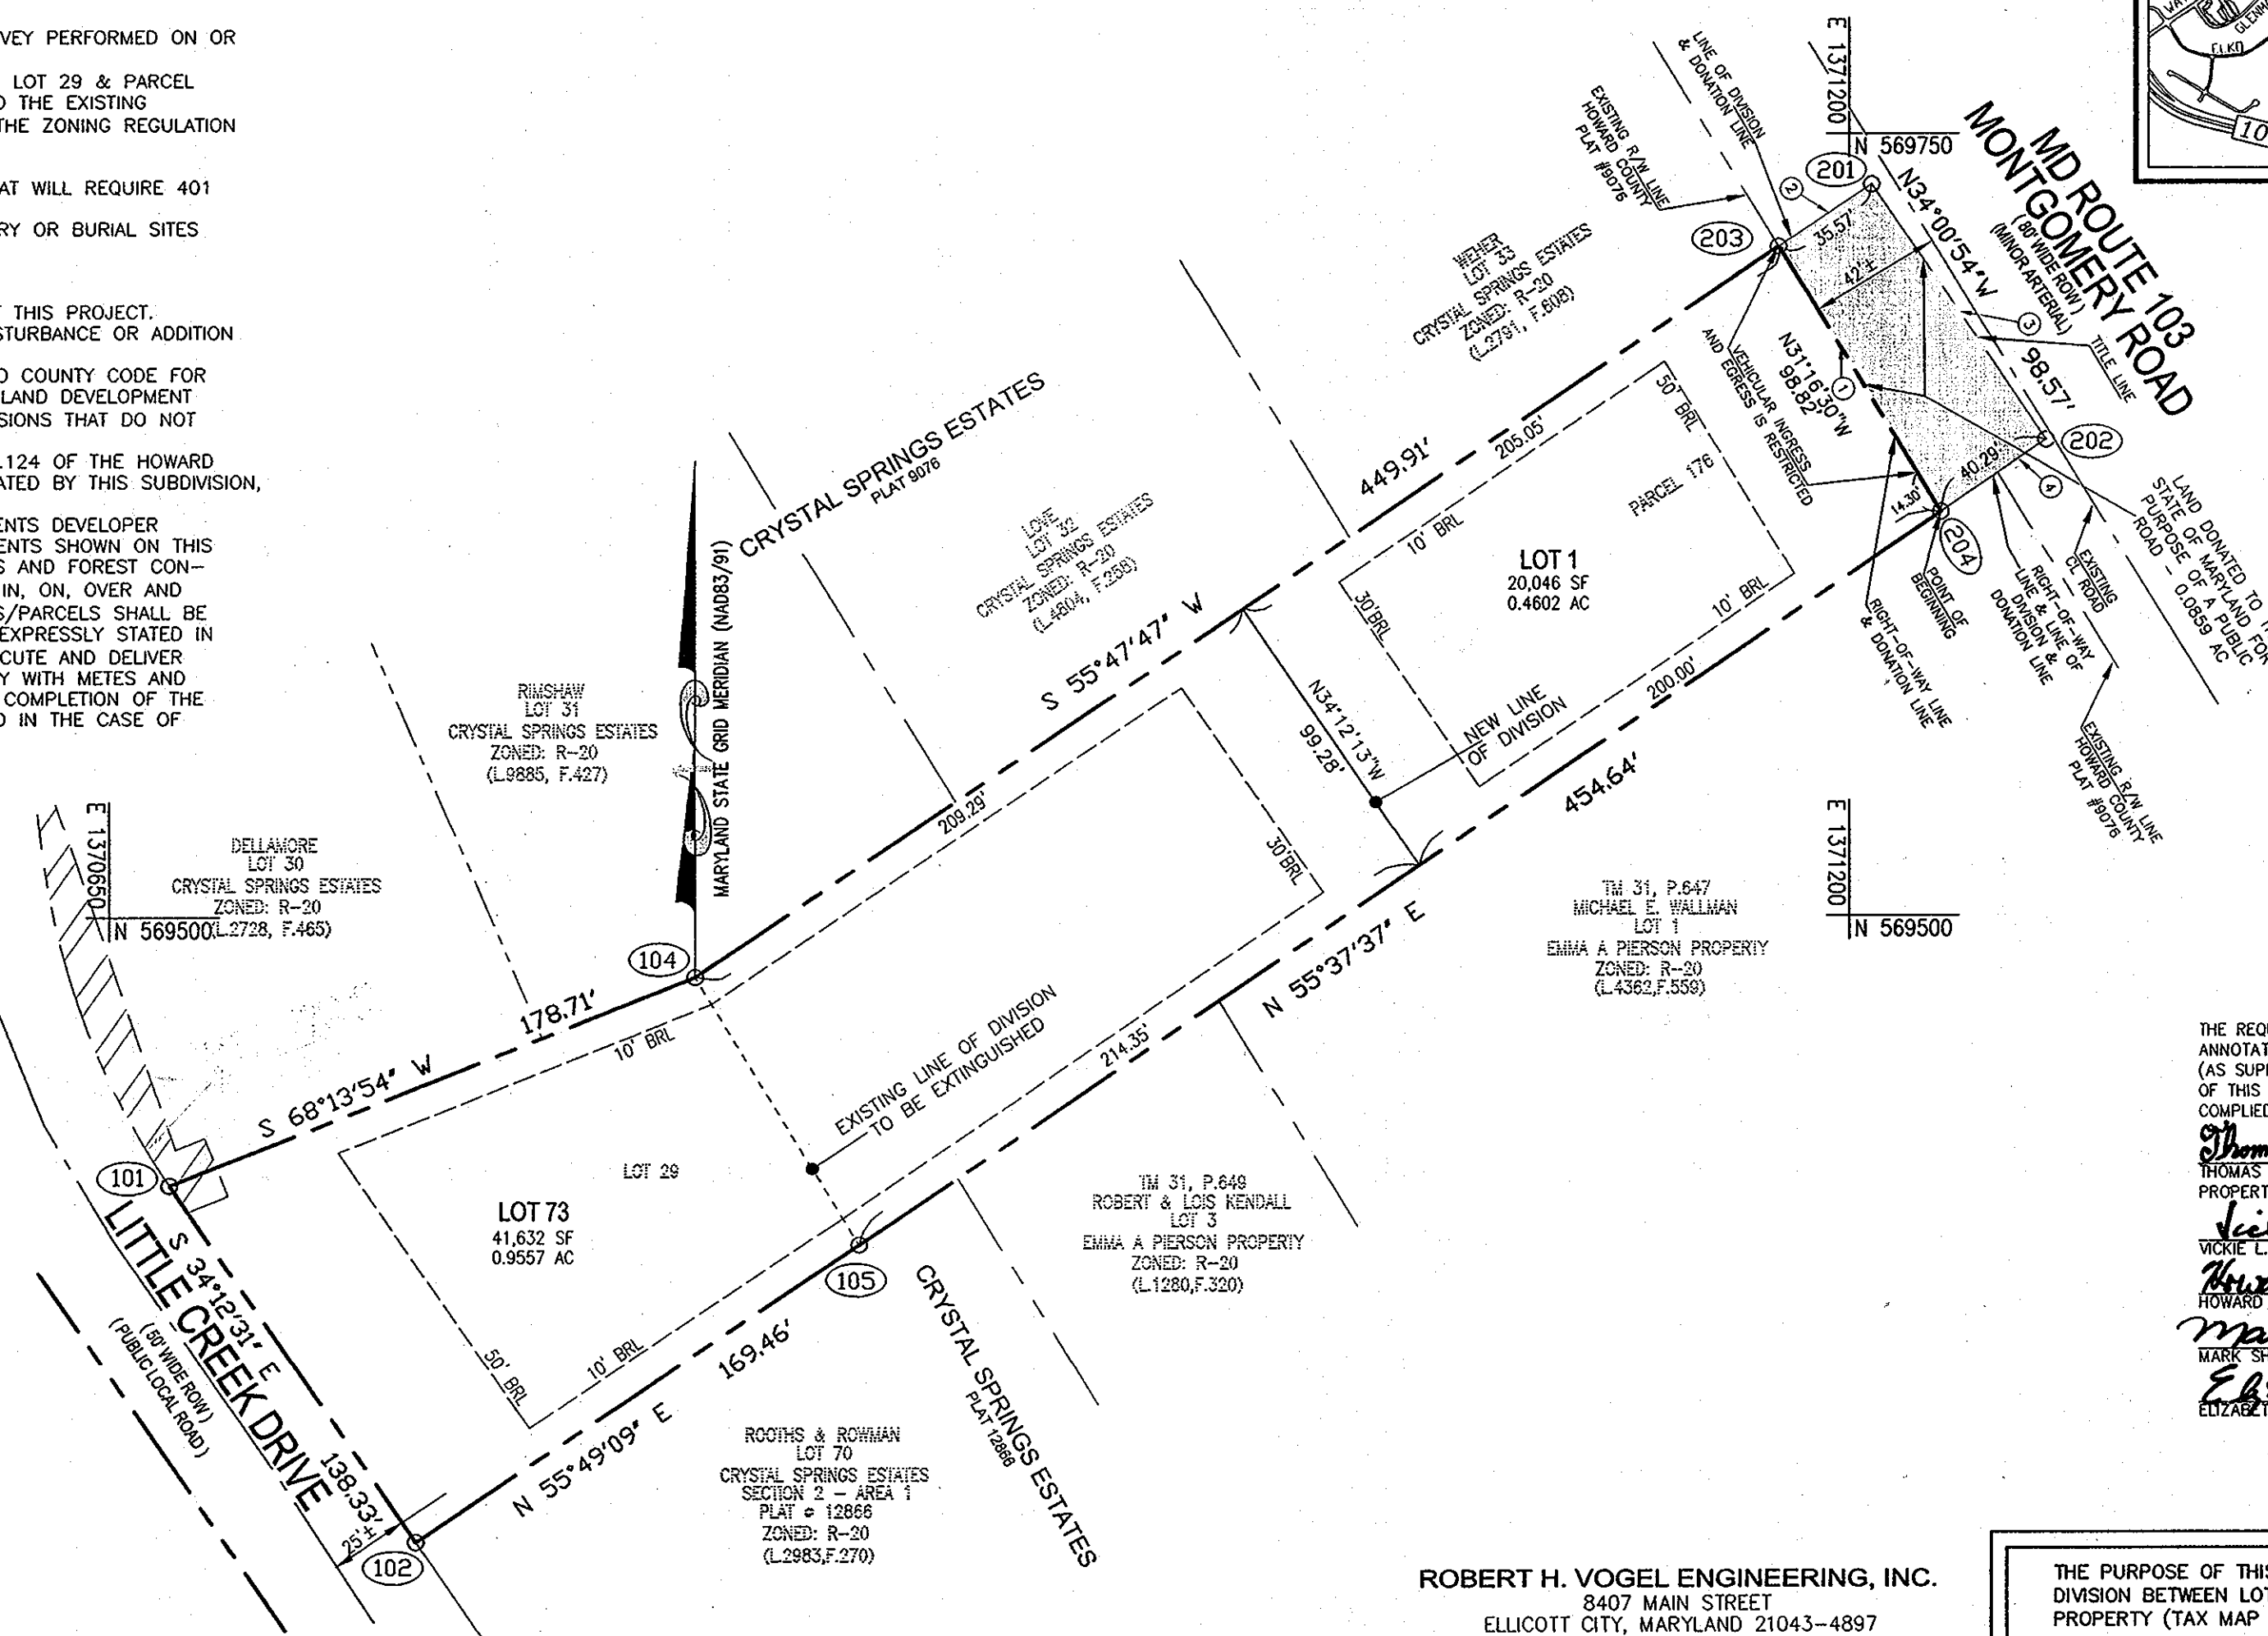 VEY PERFORMED ON OR
LOT 29 & PARCEL
THE EXISTING
THE ZONING REGULATION
AT WILL REQUIRE 401
RY OR BURIAL SITES
THIS PROJECT.
STURBANCE OR ADDITION
COUNTY CODE FOR
LAND DEVELOPMENT
SIONS THAT DO NOT
.124 OF THE HOWARD
ATED BY THIS SUBDIVISION,
ENTS DEVELOPER
ENTS SHOWN ON THIS
S AND FOREST CON-
IN, ON, OVER AND
S/PARCELS SHALL BE
EXPRESSLY STATED IN
CUTE AND DELIVER
Y WITH METES AND
COMPLETION OF THE
IN THE CASE OF
E 1370650
N 569500
DELLAMORE
LOT 30
CRYSTAL SPRINGS ESTATES
ZONED: R-20
(L.2728, F.465)
RIMSHAW
LOT 31
CRYSTAL SPRINGS ESTATES
ZONED: R-20
(L.9885, F.427)
MARYLAND STATE GRID MERIDIAN (NAD83/91)
CRYSTAL SPRINGS ESTATES
PLAT 9076
LOVE
LOT 32
CRYSTAL SPRINGS ESTATES
ZONED: R-20
(L.4804, F.258)
WEHER
LOT 33
CRYSTAL SPRINGS ESTATES
ZONED: R-20
(L.2791, F.608)
EXISTING R/W LINE
HOWARD COUNTY
PLAT #9076
LINE OF DIVISION
& DONATION LINE
E 1371200
N 569750
ELKO
10
MD ROUTE 103
MONTGOMERY ROAD
(80' WIDE ROW)
(MINOR ARTERIAL)
201
203
202
204
2
35.57'
42'±
N34°00'54"W
98.57'
3
TITLE LINE
N31°16'30"W
98.82'
1
VEHICULAR INGRESS
AND EGRESS IS RESTRICTED
40.29'
14.30'
4
LAND DONATED TO
STATE OF MARYLAND FOR
PURPOSE OF A PUBLIC
ROAD - 0.0859 AC
EXISTING
CL ROAD
RIGHT-OF-WAY
LINE & LINE OF
DIVISION &
DONATION LINE
POINT OF
BEGINNING
RIGHT-OF-WAY LINE
& DONATION LINE
EXISTING R/W LINE
HOWARD COUNTY
PLAT #9076
449.91'
205.05'
50' BRL
PARCEL 176
10' BRL
LOT 1
20,046 SF
0.4602 AC
30'BRL
10' BRL
200.00'
S 55°47'47" W
N34°12'13"W
99.28'
NEW LINE
OF DIVISION
454.64'
209.29'
30'BRL
E 1371200
N 569500
TM 31, P.647
MICHAEL E. WALLMAN
LOT 1
EMMA A PIERSON PROPERTY
ZONED: R-20
(L.4362,F.559)
N 55°37'37" E
214.35'
104
178.71'
10' BRL
S 68°13'54" W
EXISTING LINE OF DIVISION
TO BE EXTINGUISHED
101
LOT 29
LOT 73
41,632 SF
0.9557 AC
105
TM 31, P.649
ROBERT & LOIS KENDALL
LOT 3
EMMA A PIERSON PROPERTY
ZONED: R-20
(L.1280,F.320)
LITTLE CREEK DRIVE
(50' WIDE ROW)
(PUBLIC LOCAL ROAD)
S 34°12'31" E
138.33'
50' BRL
10' BRL
169.46'
N 55°49'09" E
25'±
102
CRYSTAL SPRINGS ESTATES
PLAT 12866
ROOTHS & ROWMAN
LOT 70
CRYSTAL SPRINGS ESTATES
SECTION 2 - AREA 1
PLAT # 12866
ZONED: R-20
(L.2983,F.270)
THE REQ
ANNOTAT
(AS SUP
OF THIS
COMPLIED
Thom
THOMAS
PROPERT
Vic
VICKIE L.
Howa
HOWARD
Ma
MARK SH
ELIZABET
ROBERT H. VOGEL ENGINEERING, INC.
8407 MAIN STREET
ELLICOTT CITY, MARYLAND 21043-4897
THE PURPOSE OF THIS
DIVISION BETWEEN LOT
PROPERTY (TAX MAP